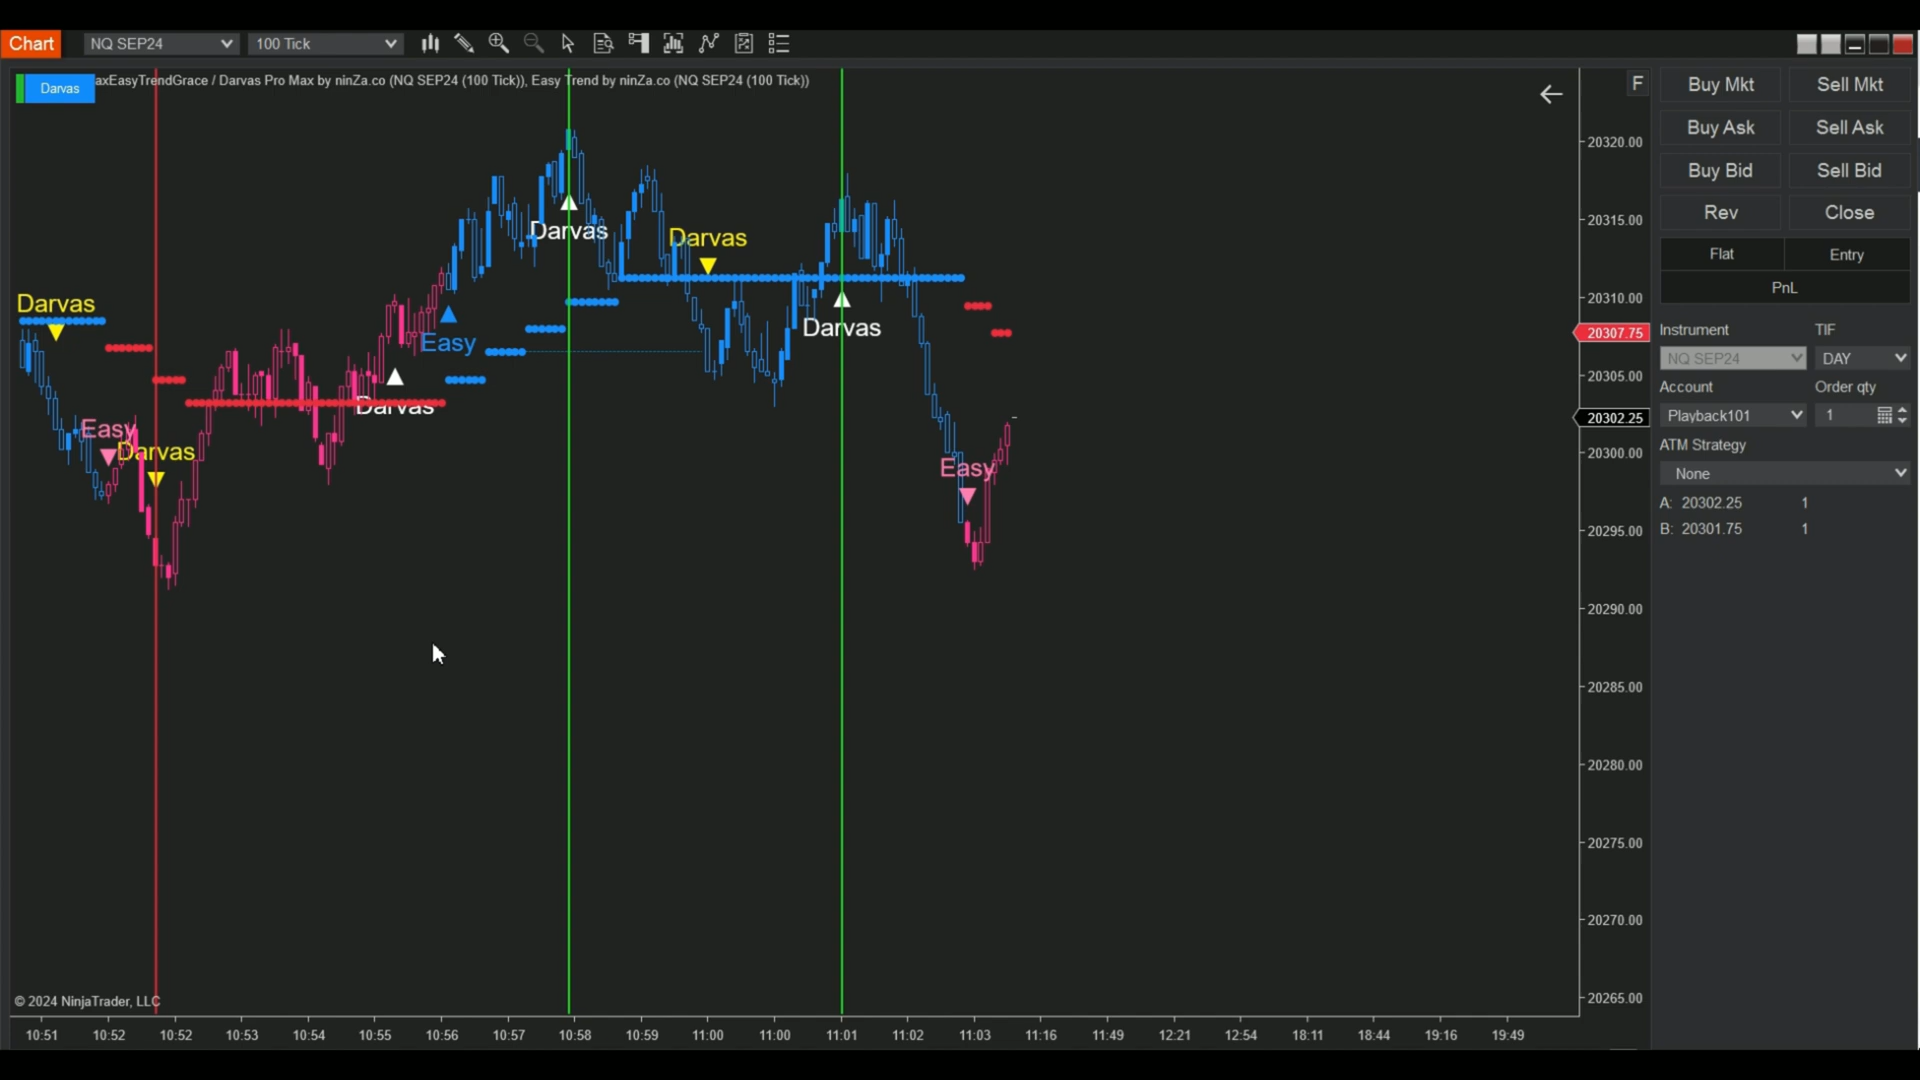 Chart
NQ SEP24
100 Tick
Darvas
axEasyTrendGrace / Darvas Pro Max by ninZa.co (NQ SEP24 (100 Tick)), Easy Trend by ninZa.co (NQ SEP24 (100 Tick))
F
Buy Mkt
Sell Mkt
Buy Ask
Sell Ask
Buy Bid
Sell Bid
Rev
Close
Flat
Entry
PnL
Instrument
TIF
NQ SEP24
DAY
Account
Order qty
Playback101
1
ATM Strategy
None
A: 20302.25 1
B: 20301.75 1
20320.00
20315.00
20310.00
20307.75
20305.00
20302.25
20300.00
20295.00
20290.00
20285.00
20280.00
20275.00
20270.00
20265.00
Darvas
Easy
Darvas
Darvas
Easy
Darvas
Darvas
Darvas
Easy
© 2024 NinjaTrader, LLC
10:51 10:52 10:52 10:53 10:54 10:55 10:56 10:57 10:58 10:59 11:00 11:00 11:01 11:02 11:03 11:16 11:49 12:21 12:54 18:11 18:44 19:16 19:49